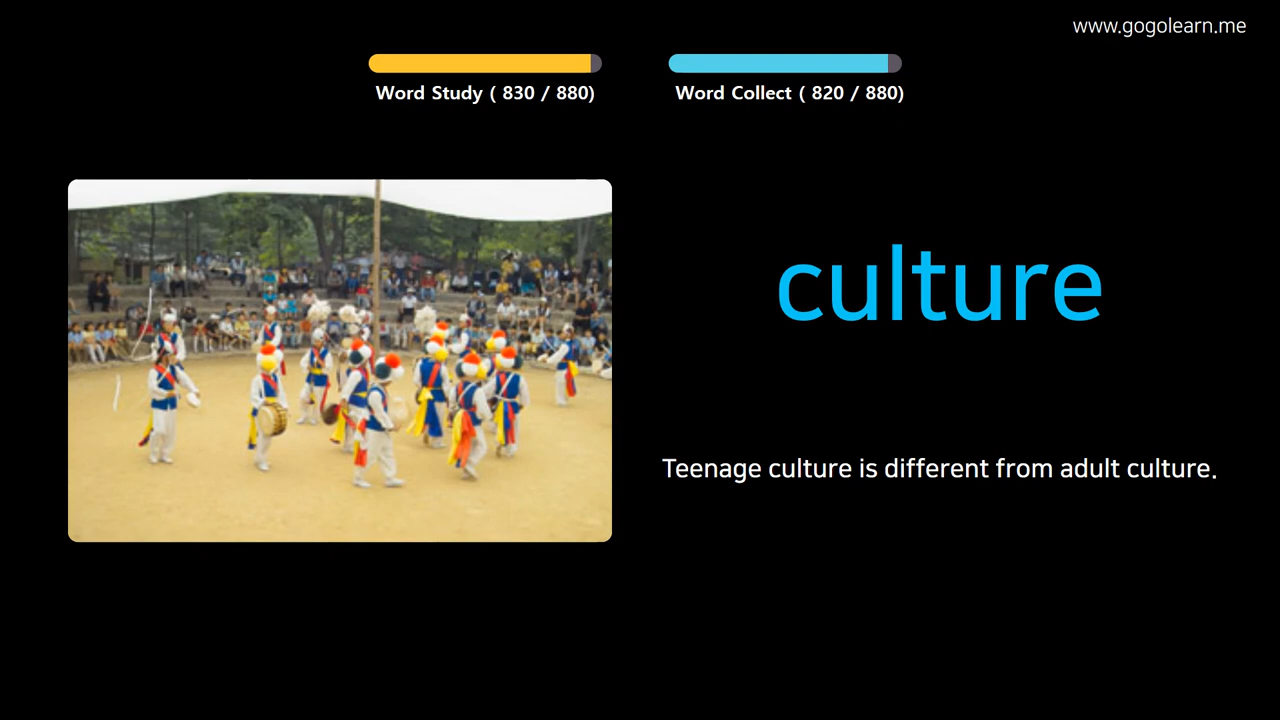 www.gogolearn.me
Word Study ( 830 / 880)
Word Collect ( 820 / 880)
culture
Teenage culture is different from adult culture.